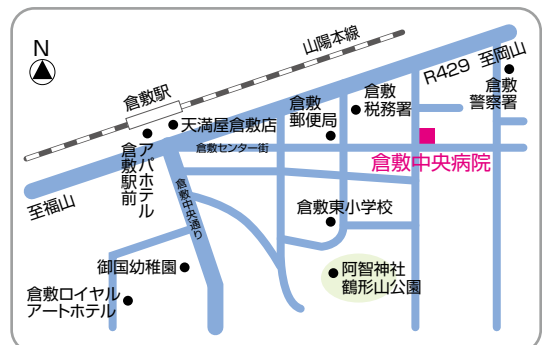 N
山陽本線
R429
至岡山
倉敷駅
倉敷
警察署
倉敷
税務署
倉敷
郵便局
天満屋倉敷店
アパホテル
倉敷駅前
倉敷センター街
倉敷中央病院
至福山
倉敷中央通り
倉敷東小学校
御国幼稚園
阿智神社
鶴形山公園
倉敷ロイヤル
アートホテル